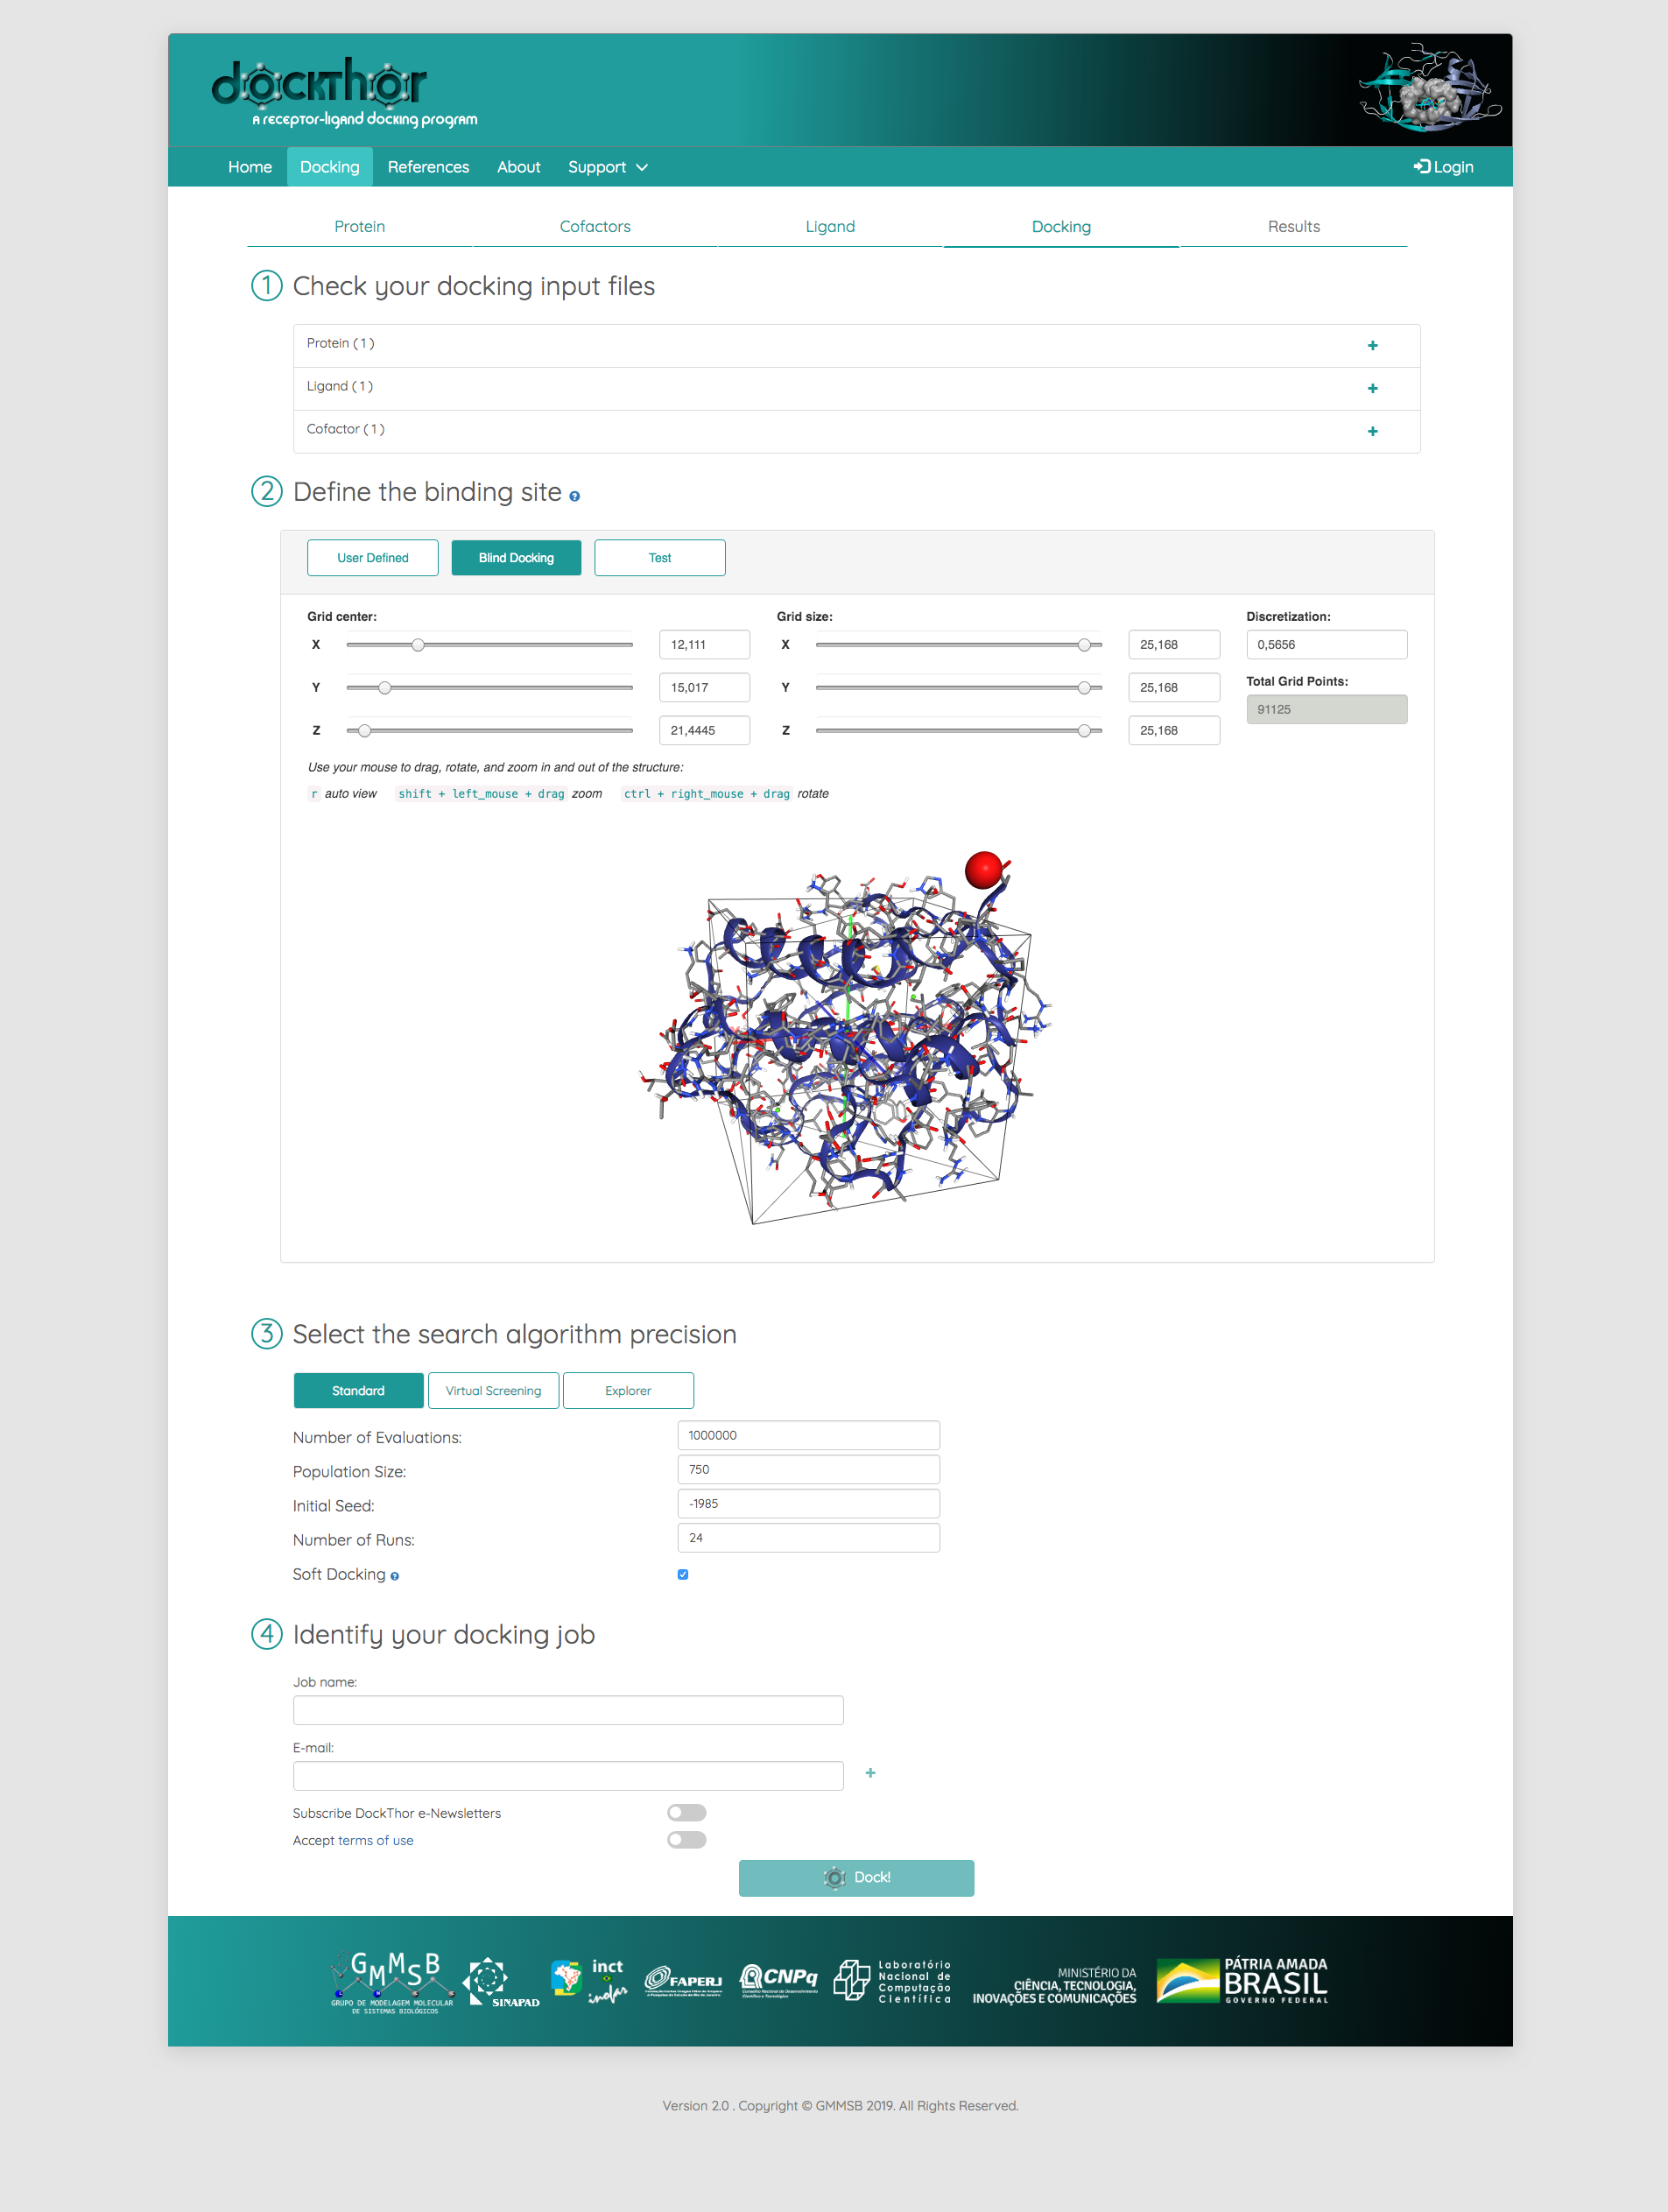 dockthor
a receptor-ligand docking program
Home Docking References About Support Login
Protein Cofactors Ligand Docking Results
1 Check your docking input files
Protein ( 1 )
Ligand ( 1 )
Cofactor ( 1 )
2 Define the binding site
User Defined Blind Docking Test
Grid center: Grid size: Discretization:
X 12,111 X 25,168 0,5656
Y 15,017 Y 25,168 Total Grid Points:
91125
Z 21,4445 Z 25,168
Use your mouse to drag, rotate, and zoom in and out of the structure:
r auto view shift + left_mouse + drag zoom ctrl + right_mouse + drag rotate
3 Select the search algorithm precision
Standard Virtual Screening Explorer
Number of Evaluations: 1000000
Population Size: 750
Initial Seed: -1985
Number of Runs: 24
Soft Docking
4 Identify your docking job
Job name:
E-mail:
Subscribe DockThor e-Newsletters
Accept terms of use
Dock!
GMMSB
GRUPO DE MODELAGEM MOLECULAR
DE SISTEMAS BIOLÓGICOS
SINAPAD
inct
inofar
FAPERJ
CNPq
Laboratório
Nacional de
Computação
Científica
MINISTÉRIO DA
CIÊNCIA, TECNOLOGIA,
INOVAÇÕES E COMUNICAÇÕES
PÁTRIA AMADA
BRASIL
GOVERNO FEDERAL
Version 2.0 . Copyright © GMMSB 2019. All Rights Reserved.